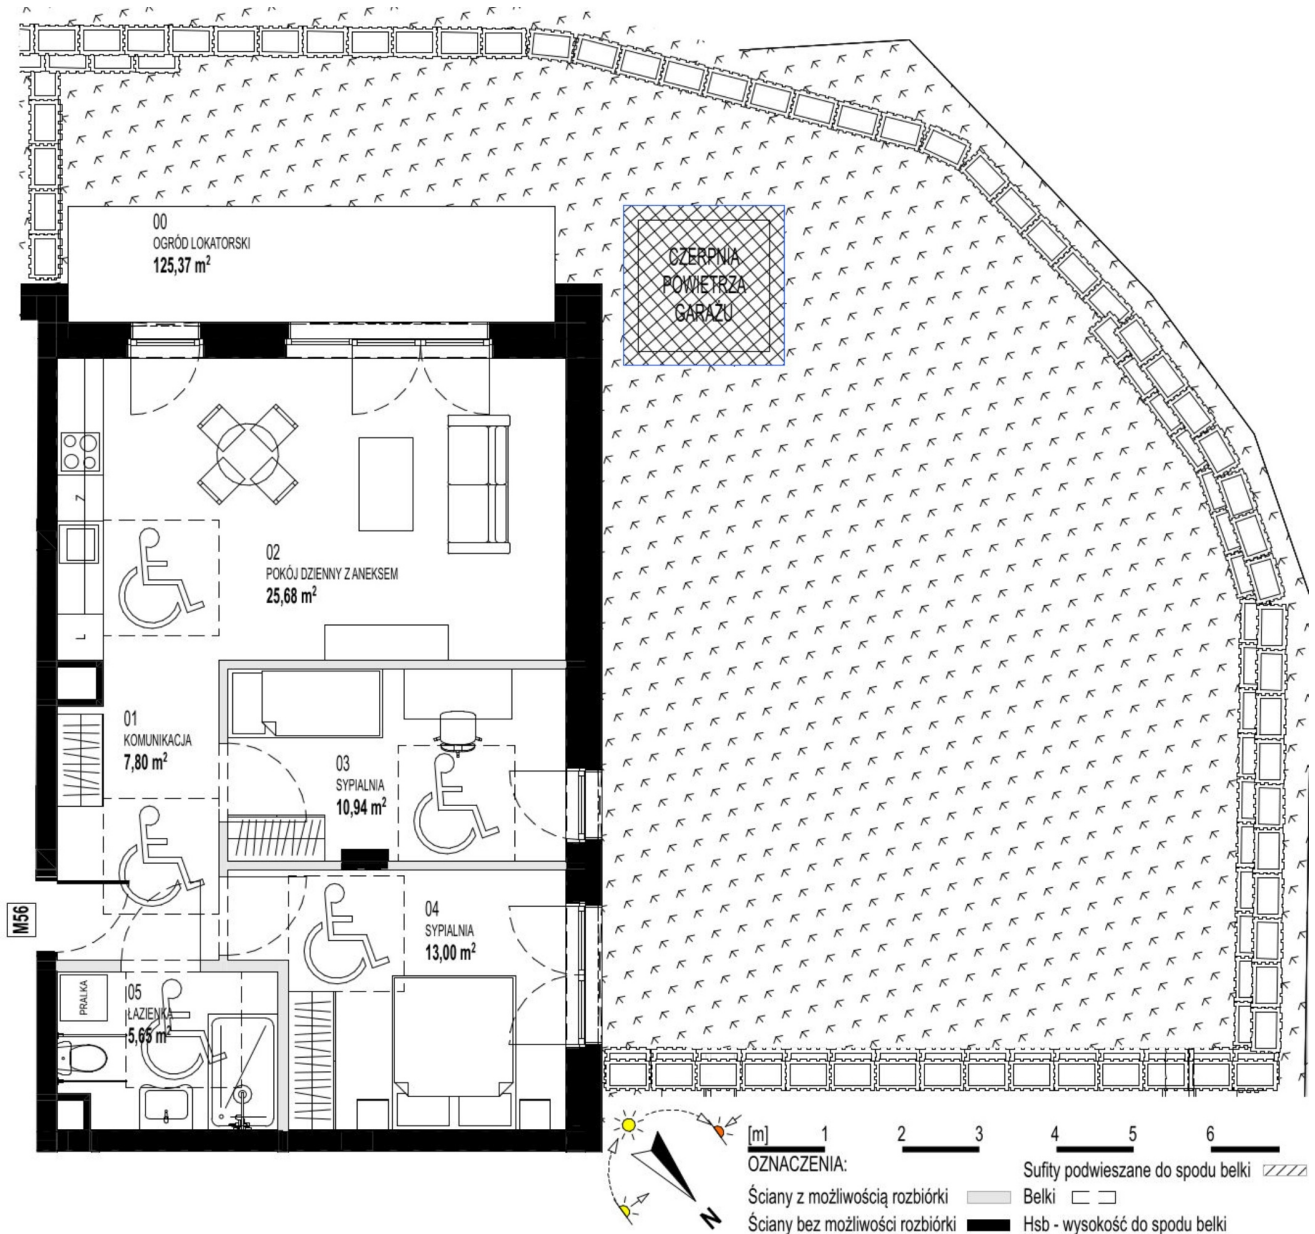 00
OGRÓD LOKATORSKI
125,37 m²
CZERPNIA
POWIETRZA
GARAŻU
Z
02
POKÓJ DZIENNY Z ANEKSEM
25,68 m²
L
01
KOMUNIKACJA
7,80 m²
03
SYPIALNIA
10,94 m²
M56
04
SYPIALNIA
13,00 m²
PRALKA
05
ŁAZIENKA
5,65 m²
[m] 1 2 3 4 5 6
OZNACZENIA:
Sufity podwieszane do spodu belki
Ściany z możliwością rozbiórki
Belki
Ściany bez możliwości rozbiórki
Hsb - wysokość do spodu belki
N